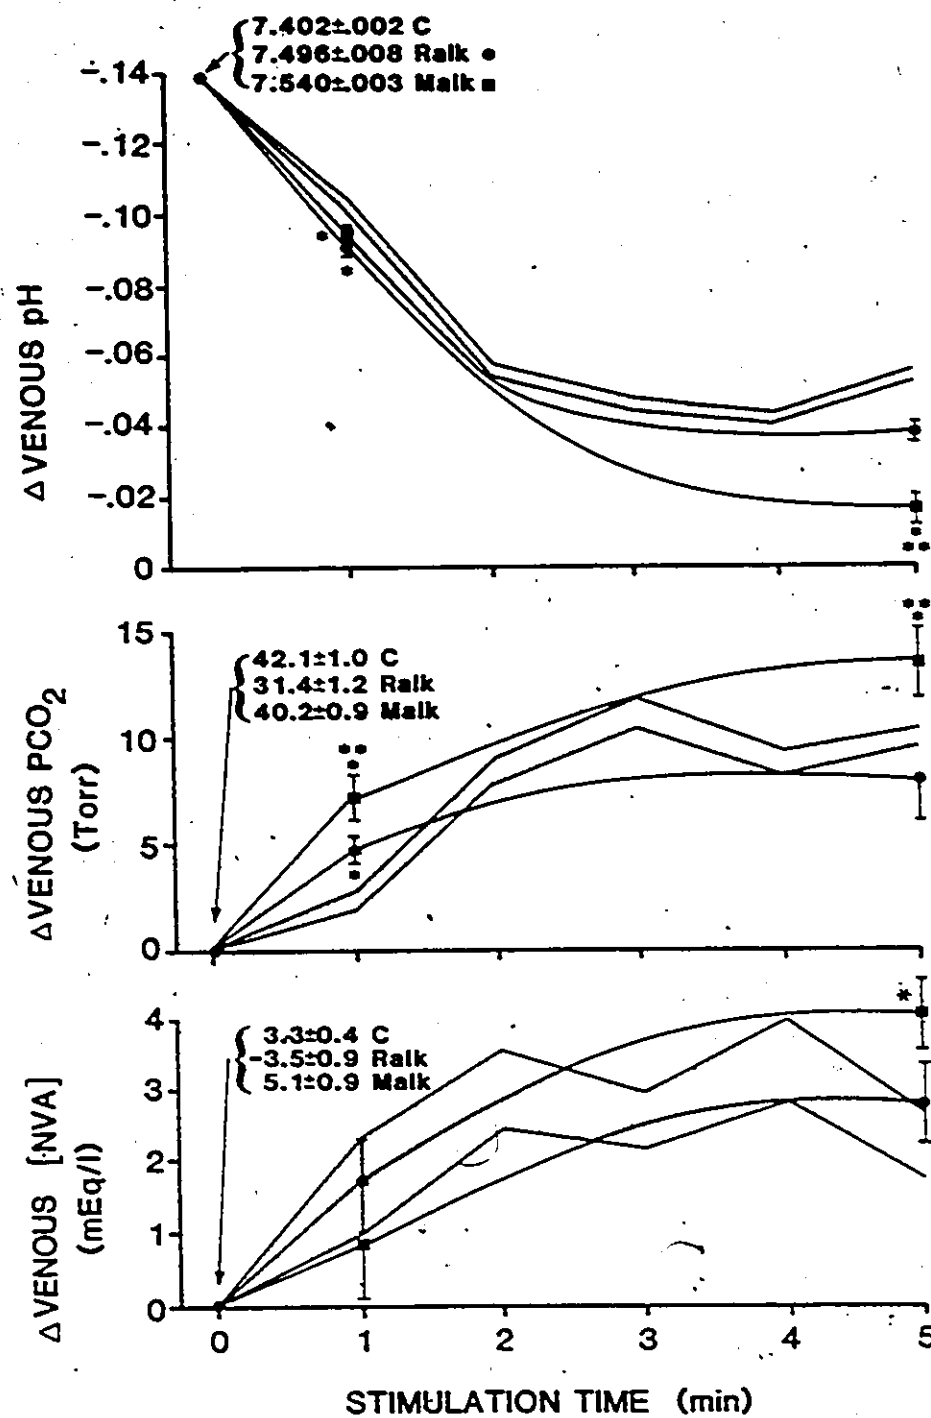 7.402±.002 C
7.496±.008 Ralk ●
7.540±.003 Malk ■
-.14
-.12
-.10
-.08
-.06
-.04
-.02
0
ΔVENOUS pH
*
*
*
**
**
*
15
10
5
0
42.1±1.0 C
31.4±1.2 Ralk
40.2±0.9 Malk
**
*
*
ΔVENOUS PCO2
(Torr)
4
3
2
1
0
3.3±0.4 C
-3.5±0.9 Ralk
5.1±0.9 Malk
*
ΔVENOUS [NVA]
(mEq/l)
0 1 2 3 4 5
STIMULATION TIME (min)